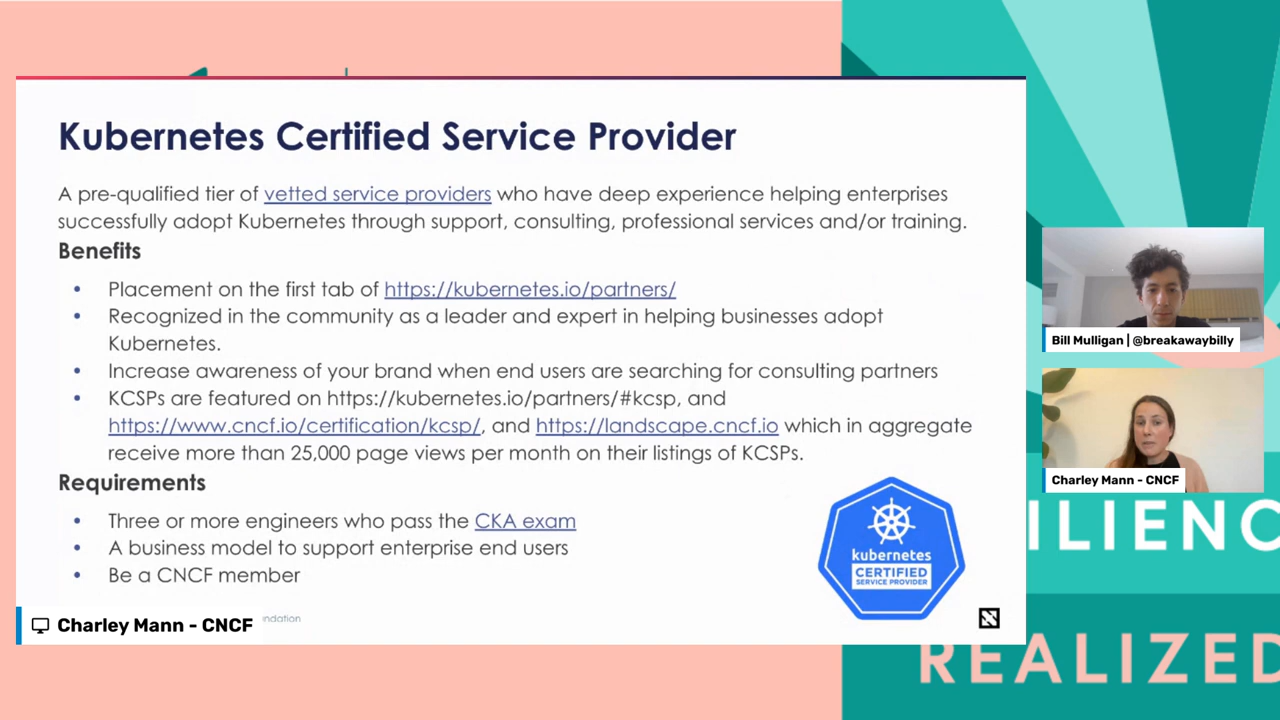 Kubernetes Certified Service Provider
A pre-qualified tier of vetted service providers who have deep experience helping enterprises
successfully adopt Kubernetes through support, consulting, professional services and/or training.
Benefits
• Placement on the first tab of https://kubernetes.io/partners/
• Recognized in the community as a leader and expert in helping businesses adopt
Kubernetes.
• Increase awareness of your brand when end users are searching for consulting partners
• KCSPs are featured on https://kubernetes.io/partners/#kcsp, and
https://www.cncf.io/certification/kcsp/, and https://landscape.cncf.io which in aggregate
receive more than 25,000 page views per month on their listings of KCSPs.
Requirements
• Three or more engineers who pass the CKA exam
• A business model to support enterprise end users
• Be a CNCF member
kubernetes
CERTIFIED
SERVICE PROVIDER
ndation
Charley Mann - CNCF
Bill Mulligan | @breakawaybilly
Charley Mann - CNCF
ILIENC
REALIZED